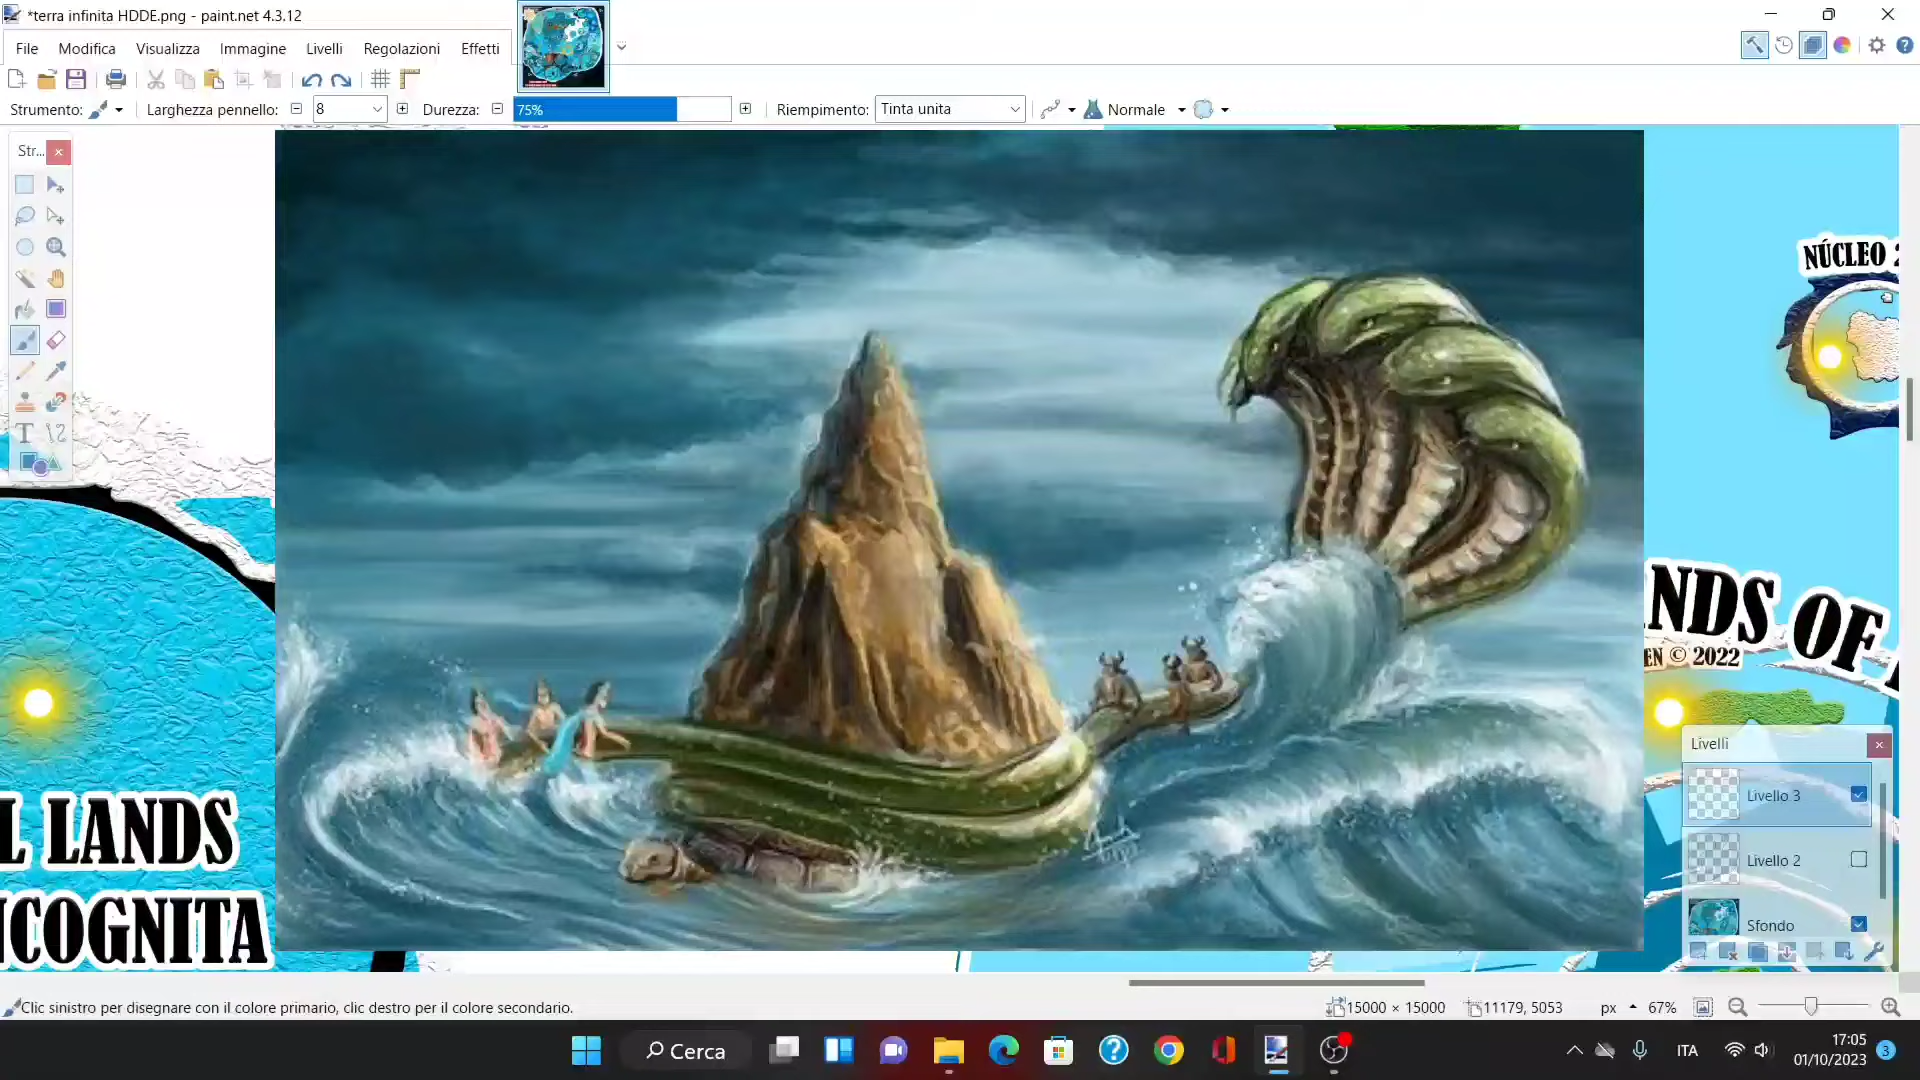 *terra infinita HDDE.png - paint.net 4.3.12
File Modifica Visualizza Immagine Livelli Regolazioni Effetti
Strumento: Larghezza pennello: 8 Durezza: 75% Riempimento: Tinta unita Normale
Str...
NÚCLEO 2
NDS OF
EN © 2022
L LANDS
NCOGNITA
Livelli
Livello 3
Livello 2
Sfondo
Clic sinistro per disegnare con il colore primario, clic destro per il colore secondario.
15000 × 15000 11179, 5053 px 67%
Cerca
ITA
17:05
01/10/2023
3